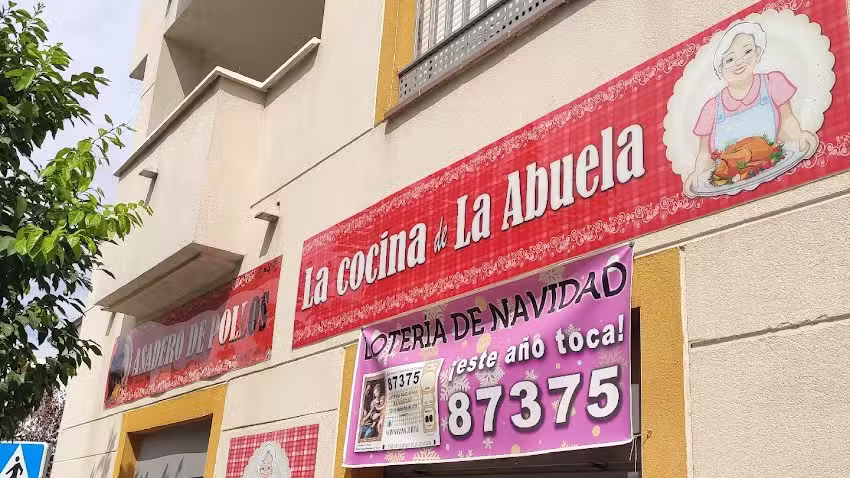 La cocina de La Abuela
ASADERO DE POLLOS
LOTERÍA DE NAVIDAD
¡este año toca!
87375
87375